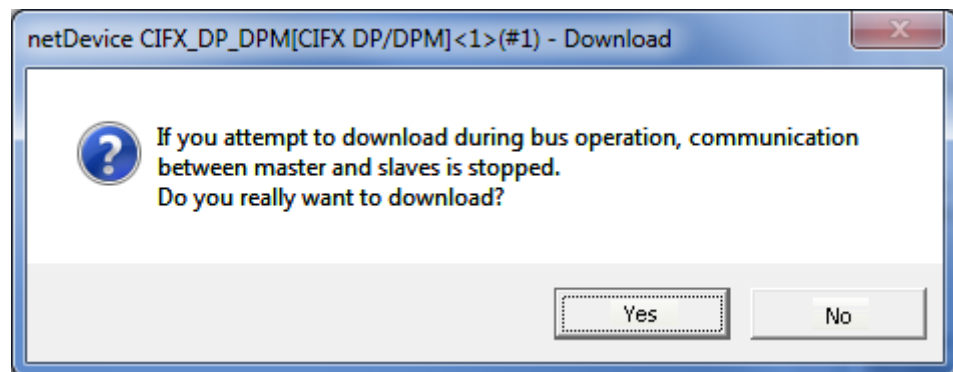 netDevice CIFX_DP_DPM[CIFX DP/DPM]<1>(#1) - Download
If you attempt to download during bus operation, communication
between master and slaves is stopped.
Do you really want to download?
Yes
No